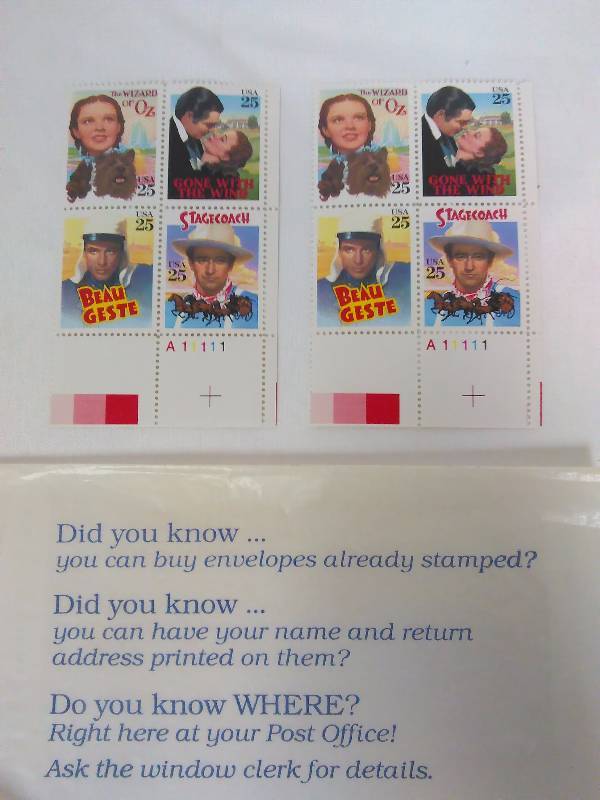 The WIZARD
OF OZ
25
USA
USA
25
GONE WITH
THE WIND
USA
25
BEAU
GESTE
STAGECOACH
USA
25
A 11111
The WIZARD
OF OZ
25
USA
USA
25
GONE WITH
THE WIND
USA
25
BEAU
GESTE
STAGECOACH
USA
25
A 11111
Did you know ...
you can buy envelopes already stamped?
Did you know ...
you can have your name and return
address printed on them?
Do you know WHERE?
Right here at your Post Office!
Ask the window clerk for details.